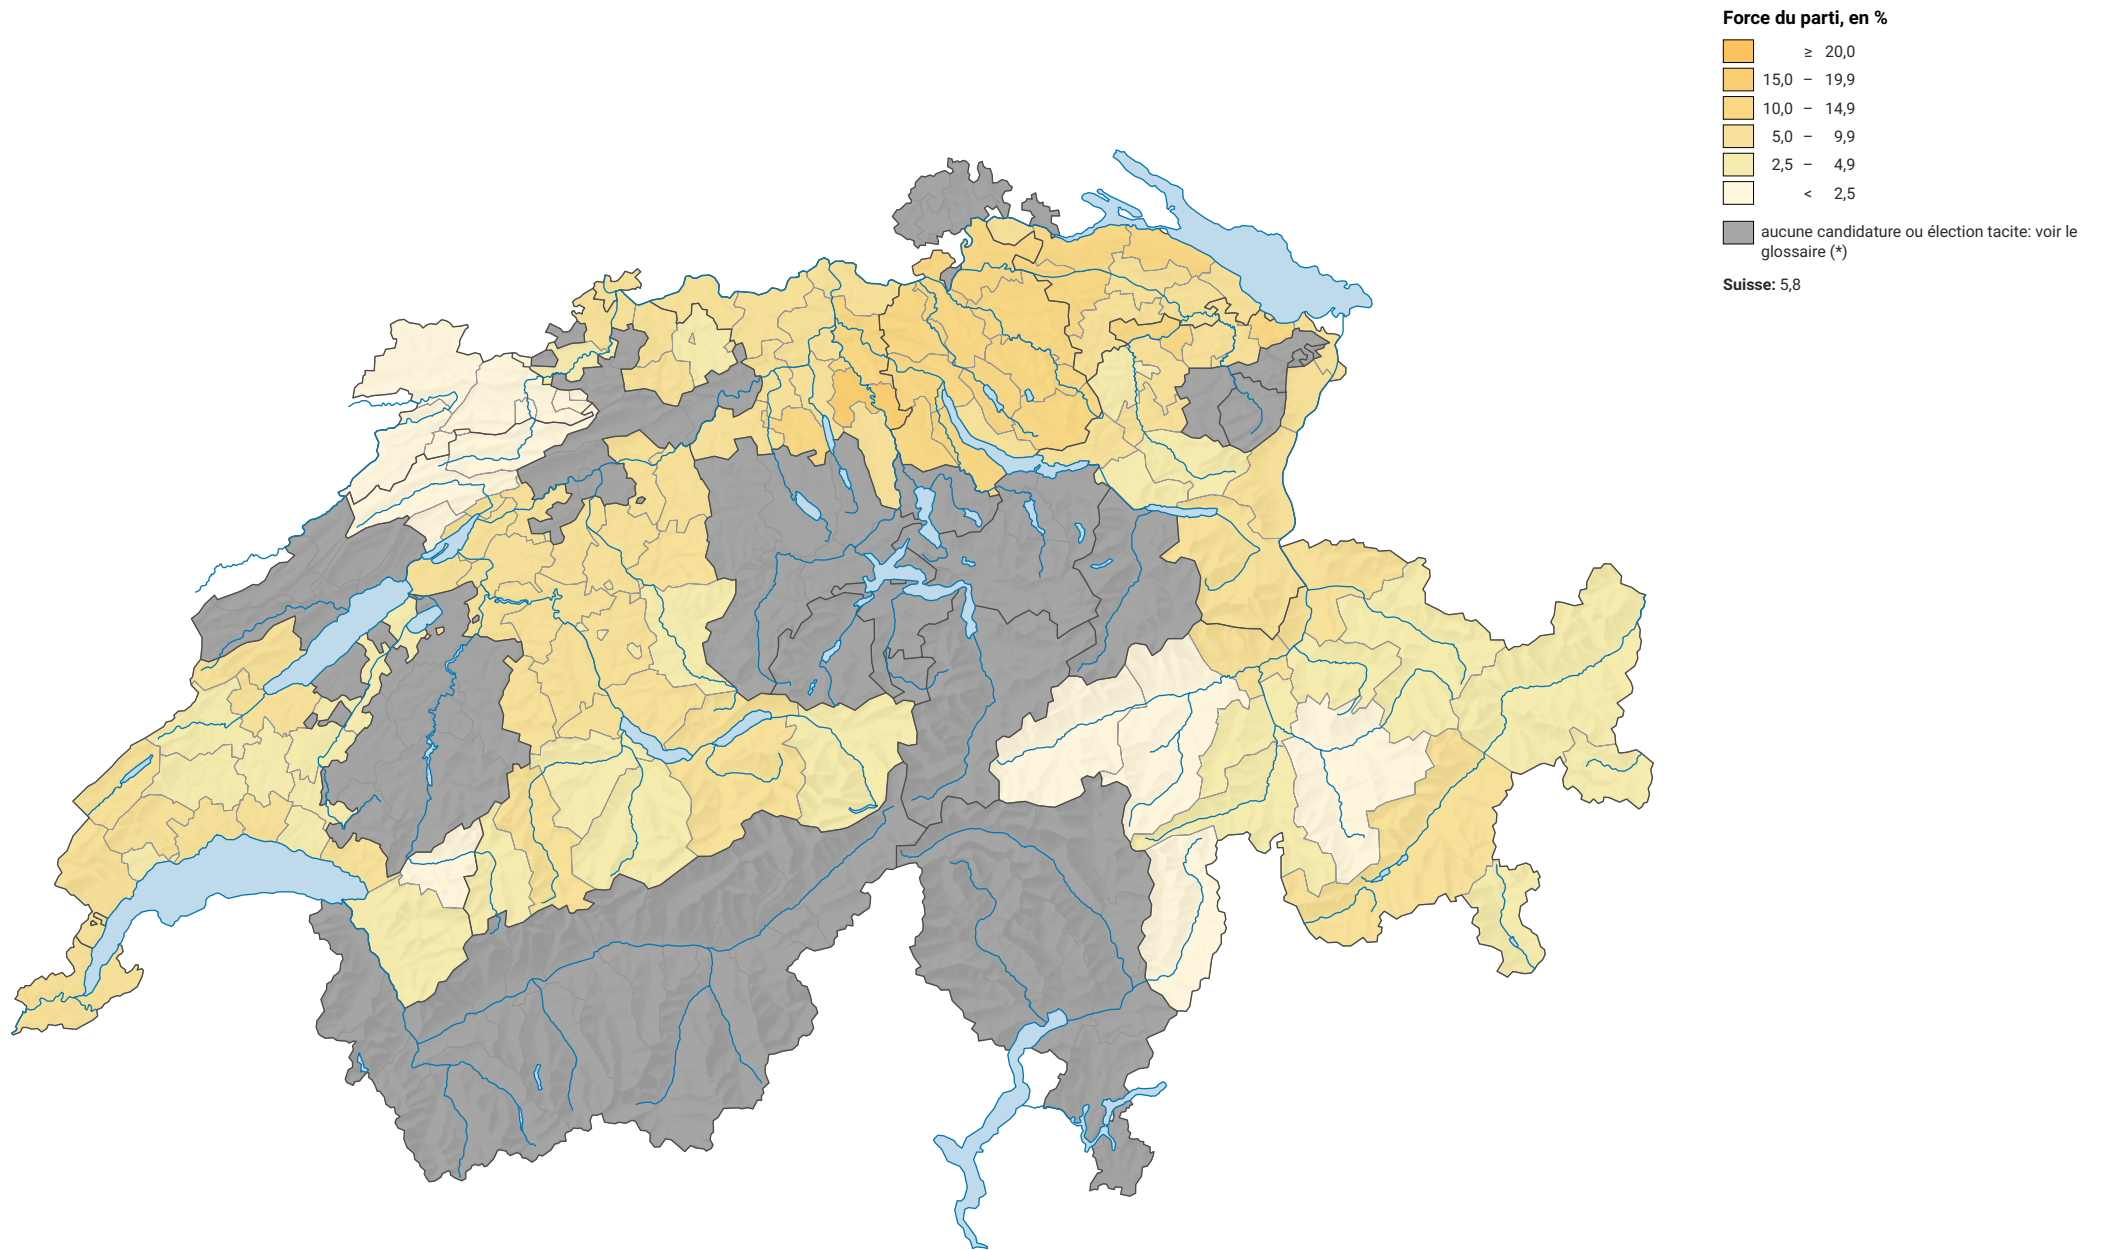 Force du parti, en %
≥ 20,0
15,0 – 19,9
10,0 – 14,9
5,0 – 9,9
2,5 – 4,9
< 2,5
aucune candidature ou élection tacite: voir le
glossaire (*)
Suisse: 5,8